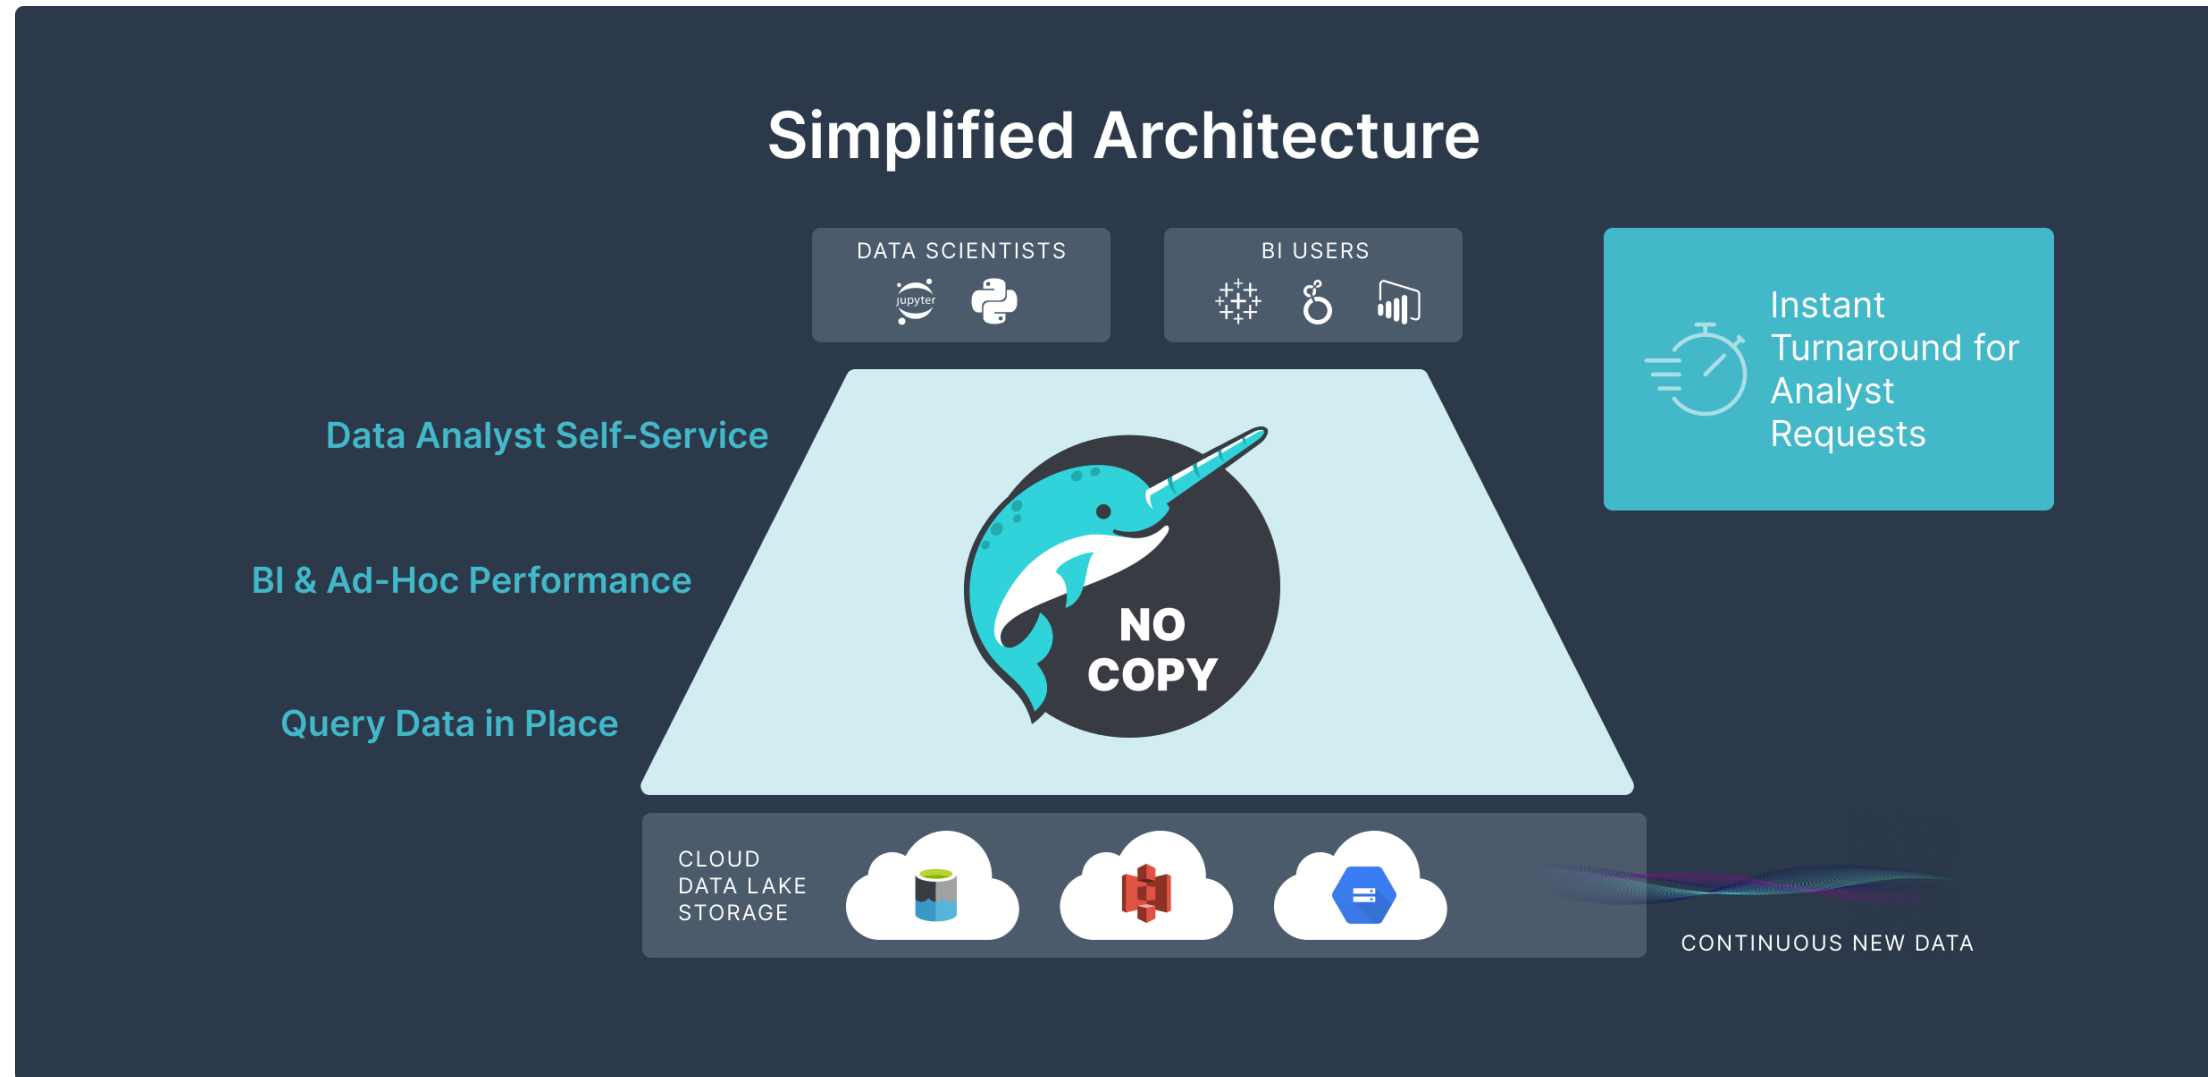 Simplified Architecture
DATA SCIENTISTS
jupyter
BI USERS
Instant
Turnaround for
Analyst
Requests
Data Analyst Self-Service
BI & Ad-Hoc Performance
Query Data in Place
NO
COPY
CLOUD
DATA LAKE
STORAGE
CONTINUOUS NEW DATA